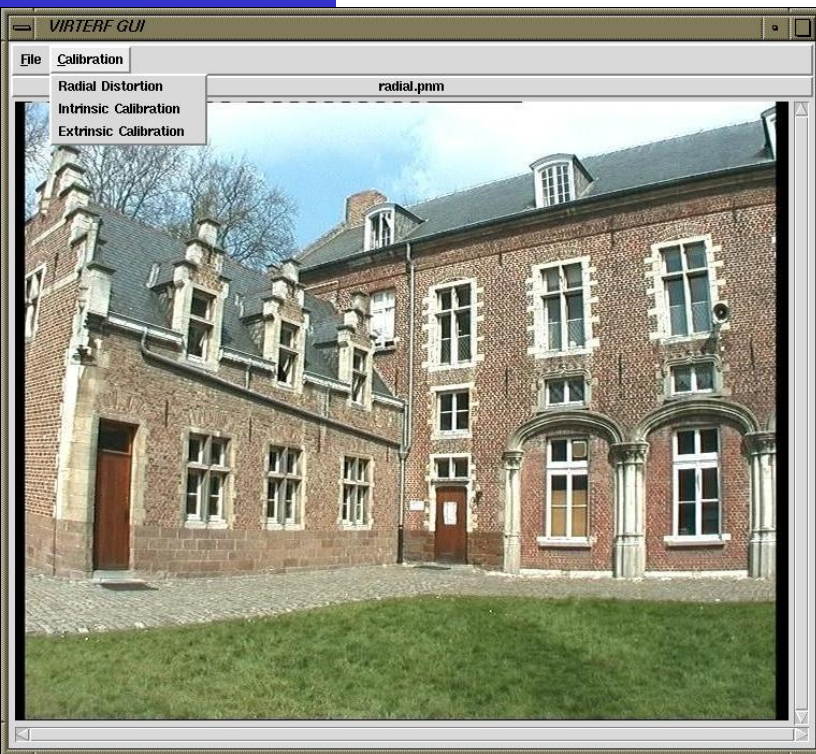 VIRTERF GUI
File Calibration
radial.pnm
Radial Distortion
Intrinsic Calibration
Extrinsic Calibration